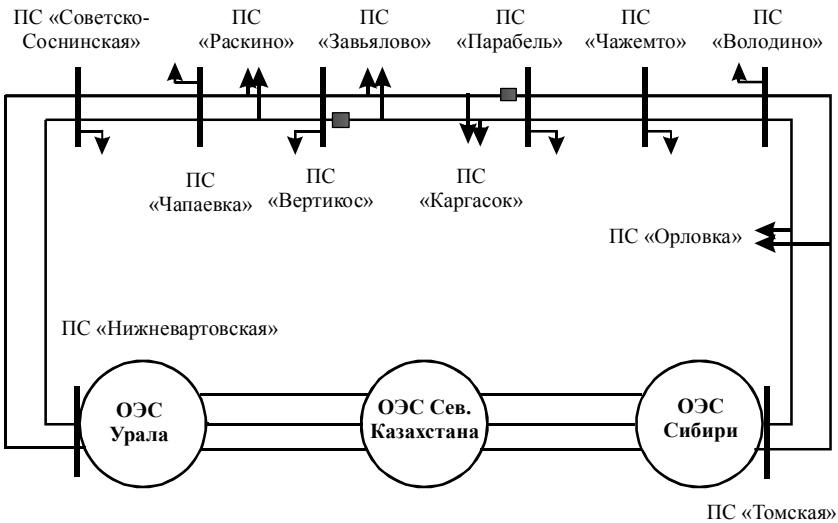 ПС «Советско-
Соснинская»
ПС
«Раскино»
ПС
«Завьялово»
ПС
«Парабель»
ПС
«Чажемто»
ПС
«Володино»
ПС
«Чапаевка»
ПС
«Вертикос»
ПС
«Каргасок»
ПС «Орловка»
ПС «Нижневартовская»
ОЭС
Урала
ОЭС Сев.
Казахстана
ОЭС
Сибири
ПС «Томская»